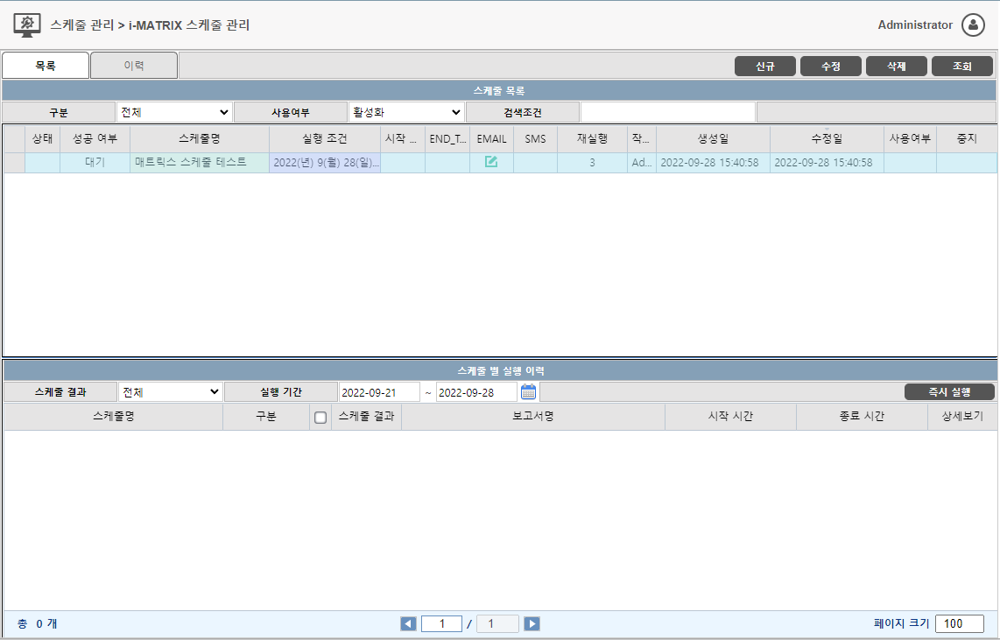 스케줄 관리 > i-MATRIX 스케줄 관리
Administrator
목록 이력 신규 수정 삭제 조회
스케줄 목록
구분 전체 사용여부 활성화 검색조건
상태 성공 여부 스케줄명 실행 조건 시작 ... END_T... EMAIL SMS 재실행 작... 생성일 수정일 사용여부 중지
대기 매트릭스 스케줄 테스트 2022(년) 9(월) 28(일)... 3 Ad... 2022-09-28 15:40:58 2022-09-28 15:40:58
스케줄 별 실행 이력
스케줄 결과 전체 실행 기간 2022-09-21 ~ 2022-09-28 즉시 실행
스케줄명 구분 스케줄 결과 보고서명 시작 시간 종료 시간 상세보기
총 0 개 1 / 1 페이지 크기 100